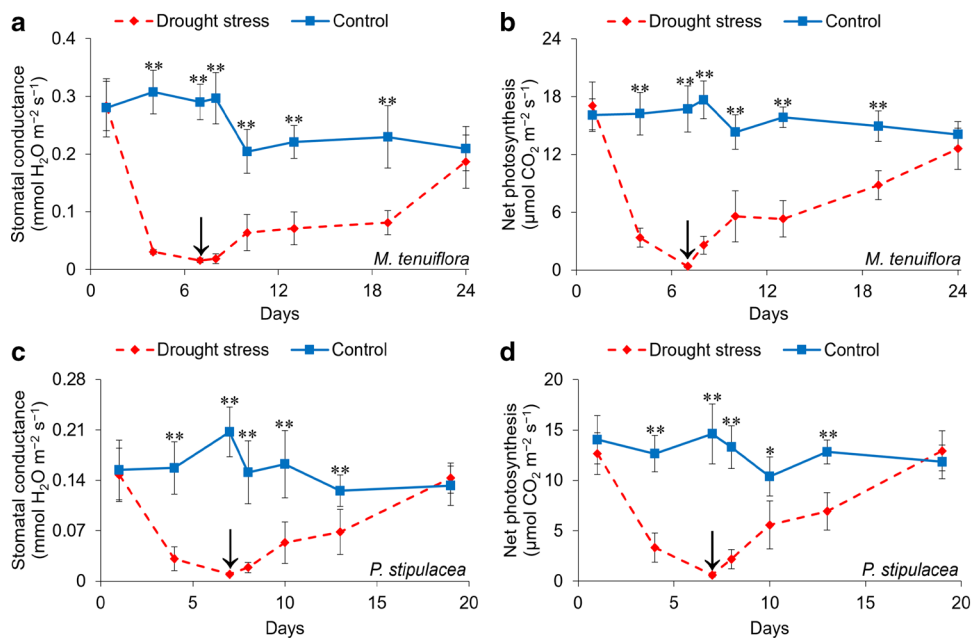 a
Drought stress Control
Stomatal conductance
(mmol H₂O m⁻² s⁻¹)
0.4
0.3
0.2
0.1
0
** ** ** ** ** **
M. tenuiflora
0 6 12 18 24
Days
b
Drought stress Control
Net photosynthesis
(µmol CO₂ m⁻² s⁻¹)
24
18
12
6
0
** ** ** ** ** **
M. tenuiflora
0 6 12 18 24
Days
c
Drought stress Control
Stomatal conductance
(mmol H₂O m⁻² s⁻¹)
0.28
0.21
0.14
0.07
0
** ** ** ** **
P. stipulacea
0 5 10 15 20
Days
d
Drought stress Control
Net photosynthesis
(µmol CO₂ m⁻² s⁻¹)
20
15
10
5
0
** ** ** * **
P. stipulacea
0 5 10 15 20
Days